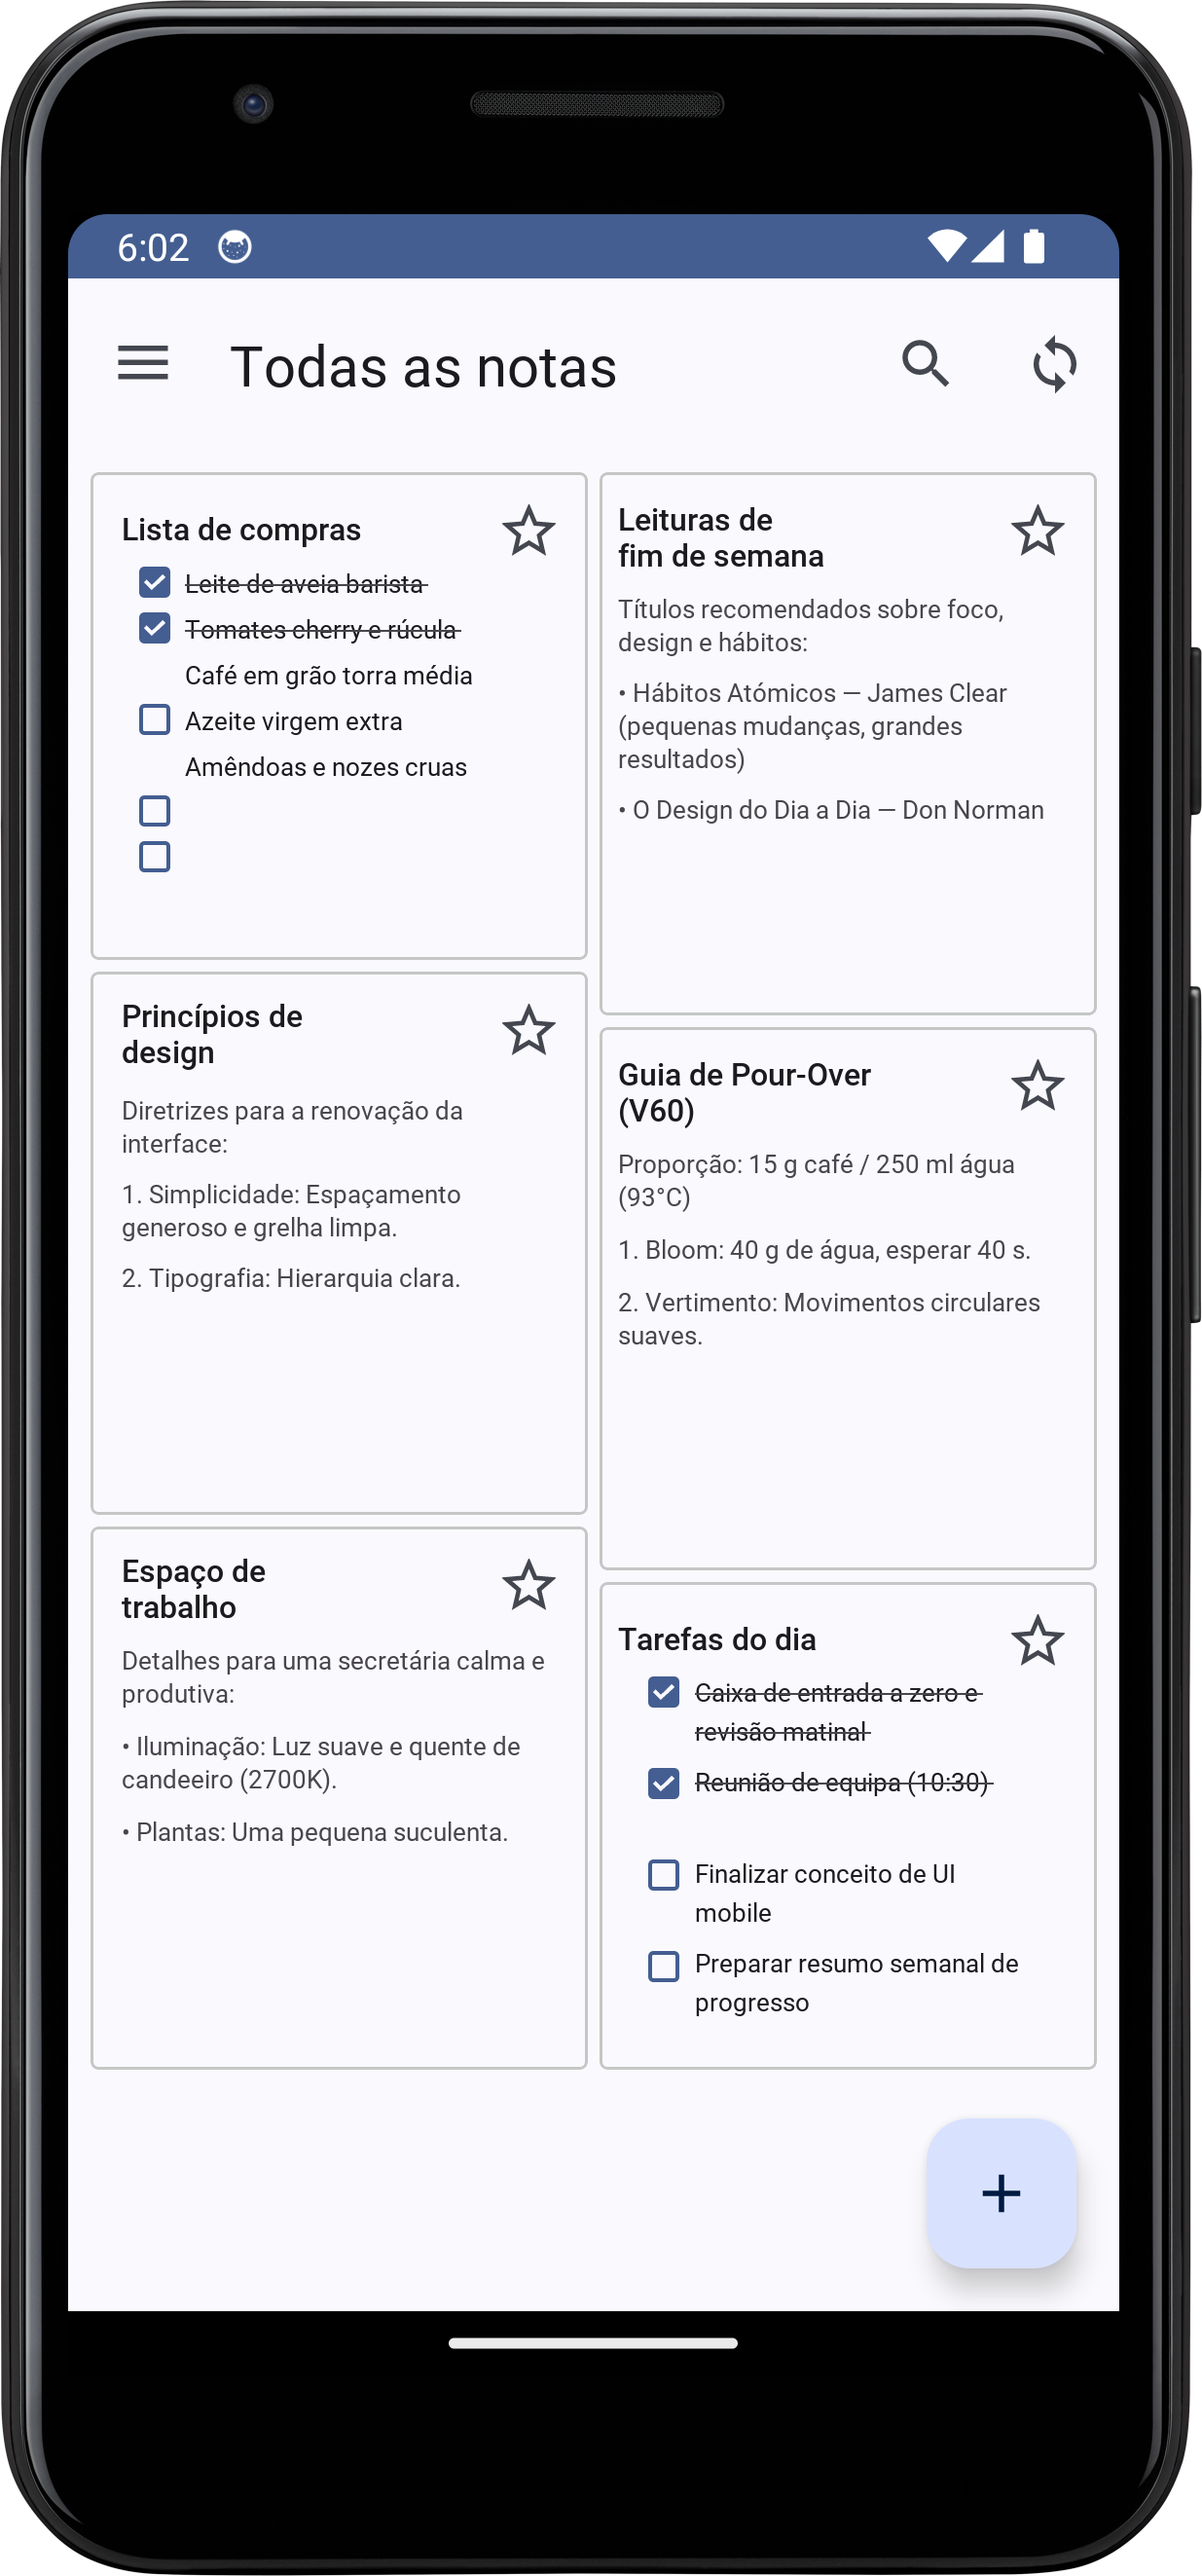 6:02
Todas as notas
Lista de compras
Leite de aveia barista
Tomates cherry e rúcula
Café em grão torra média
Azeite virgem extra
Amêndoas e nozes cruas
Leituras de
fim de semana
Títulos recomendados sobre foco,
design e hábitos:
• Hábitos Atómicos — James Clear
(pequenas mudanças, grandes
resultados)
• O Design do Dia a Dia — Don Norman
Princípios de
design
Diretrizes para a renovação da
interface:
1. Simplicidade: Espaçamento
generoso e grelha limpa.
2. Tipografia: Hierarquia clara.
Guia de Pour-Over
(V60)
Proporção: 15 g café / 250 ml água
(93°C)
1. Bloom: 40 g de água, esperar 40 s.
2. Vertimento: Movimentos circulares
suaves.
Espaço de
trabalho
Detalhes para uma secretária calma e
produtiva:
• Iluminação: Luz suave e quente de
candeeiro (2700K).
• Plantas: Uma pequena suculenta.
Tarefas do dia
Caixa de entrada a zero e
revisão matinal
Reunião de equipa (10:30)
Finalizar conceito de UI
mobile
Preparar resumo semanal de
progresso